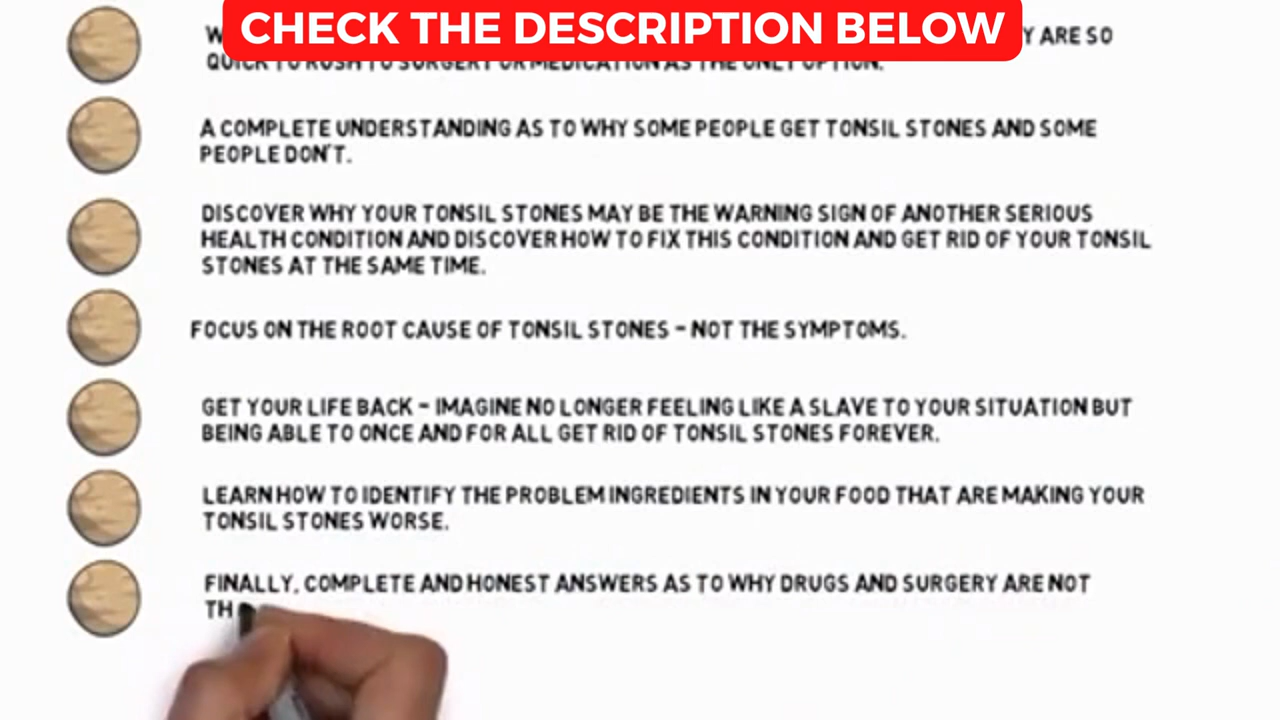 CHECK THE DESCRIPTION BELOW
Y ARE SO
QUICK TO RUSH TO SURGERY OR MEDICATION AS THE ONLY OPTION.
A COMPLETE UNDERSTANDING AS TO WHY SOME PEOPLE GET TONSIL STONES AND SOME
PEOPLE DON'T.
DISCOVER WHY YOUR TONSIL STONES MAY BE THE WARNING SIGN OF ANOTHER SERIOUS
HEALTH CONDITION AND DISCOVER HOW TO FIX THIS CONDITION AND GET RID OF YOUR TONSIL
STONES AT THE SAME TIME.
FOCUS ON THE ROOT CAUSE OF TONSIL STONES - NOT THE SYMPTOMS.
GET YOUR LIFE BACK - IMAGINE NO LONGER FEELING LIKE A SLAVE TO YOUR SITUATION BUT
BEING ABLE TO ONCE AND FOR ALL GET RID OF TONSIL STONES FOREVER.
LEARN HOW TO IDENTIFY THE PROBLEM INGREDIENTS IN YOUR FOOD THAT ARE MAKING YOUR
TONSIL STONES WORSE.
FINALLY, COMPLETE AND HONEST ANSWERS AS TO WHY DRUGS AND SURGERY ARE NOT
TH